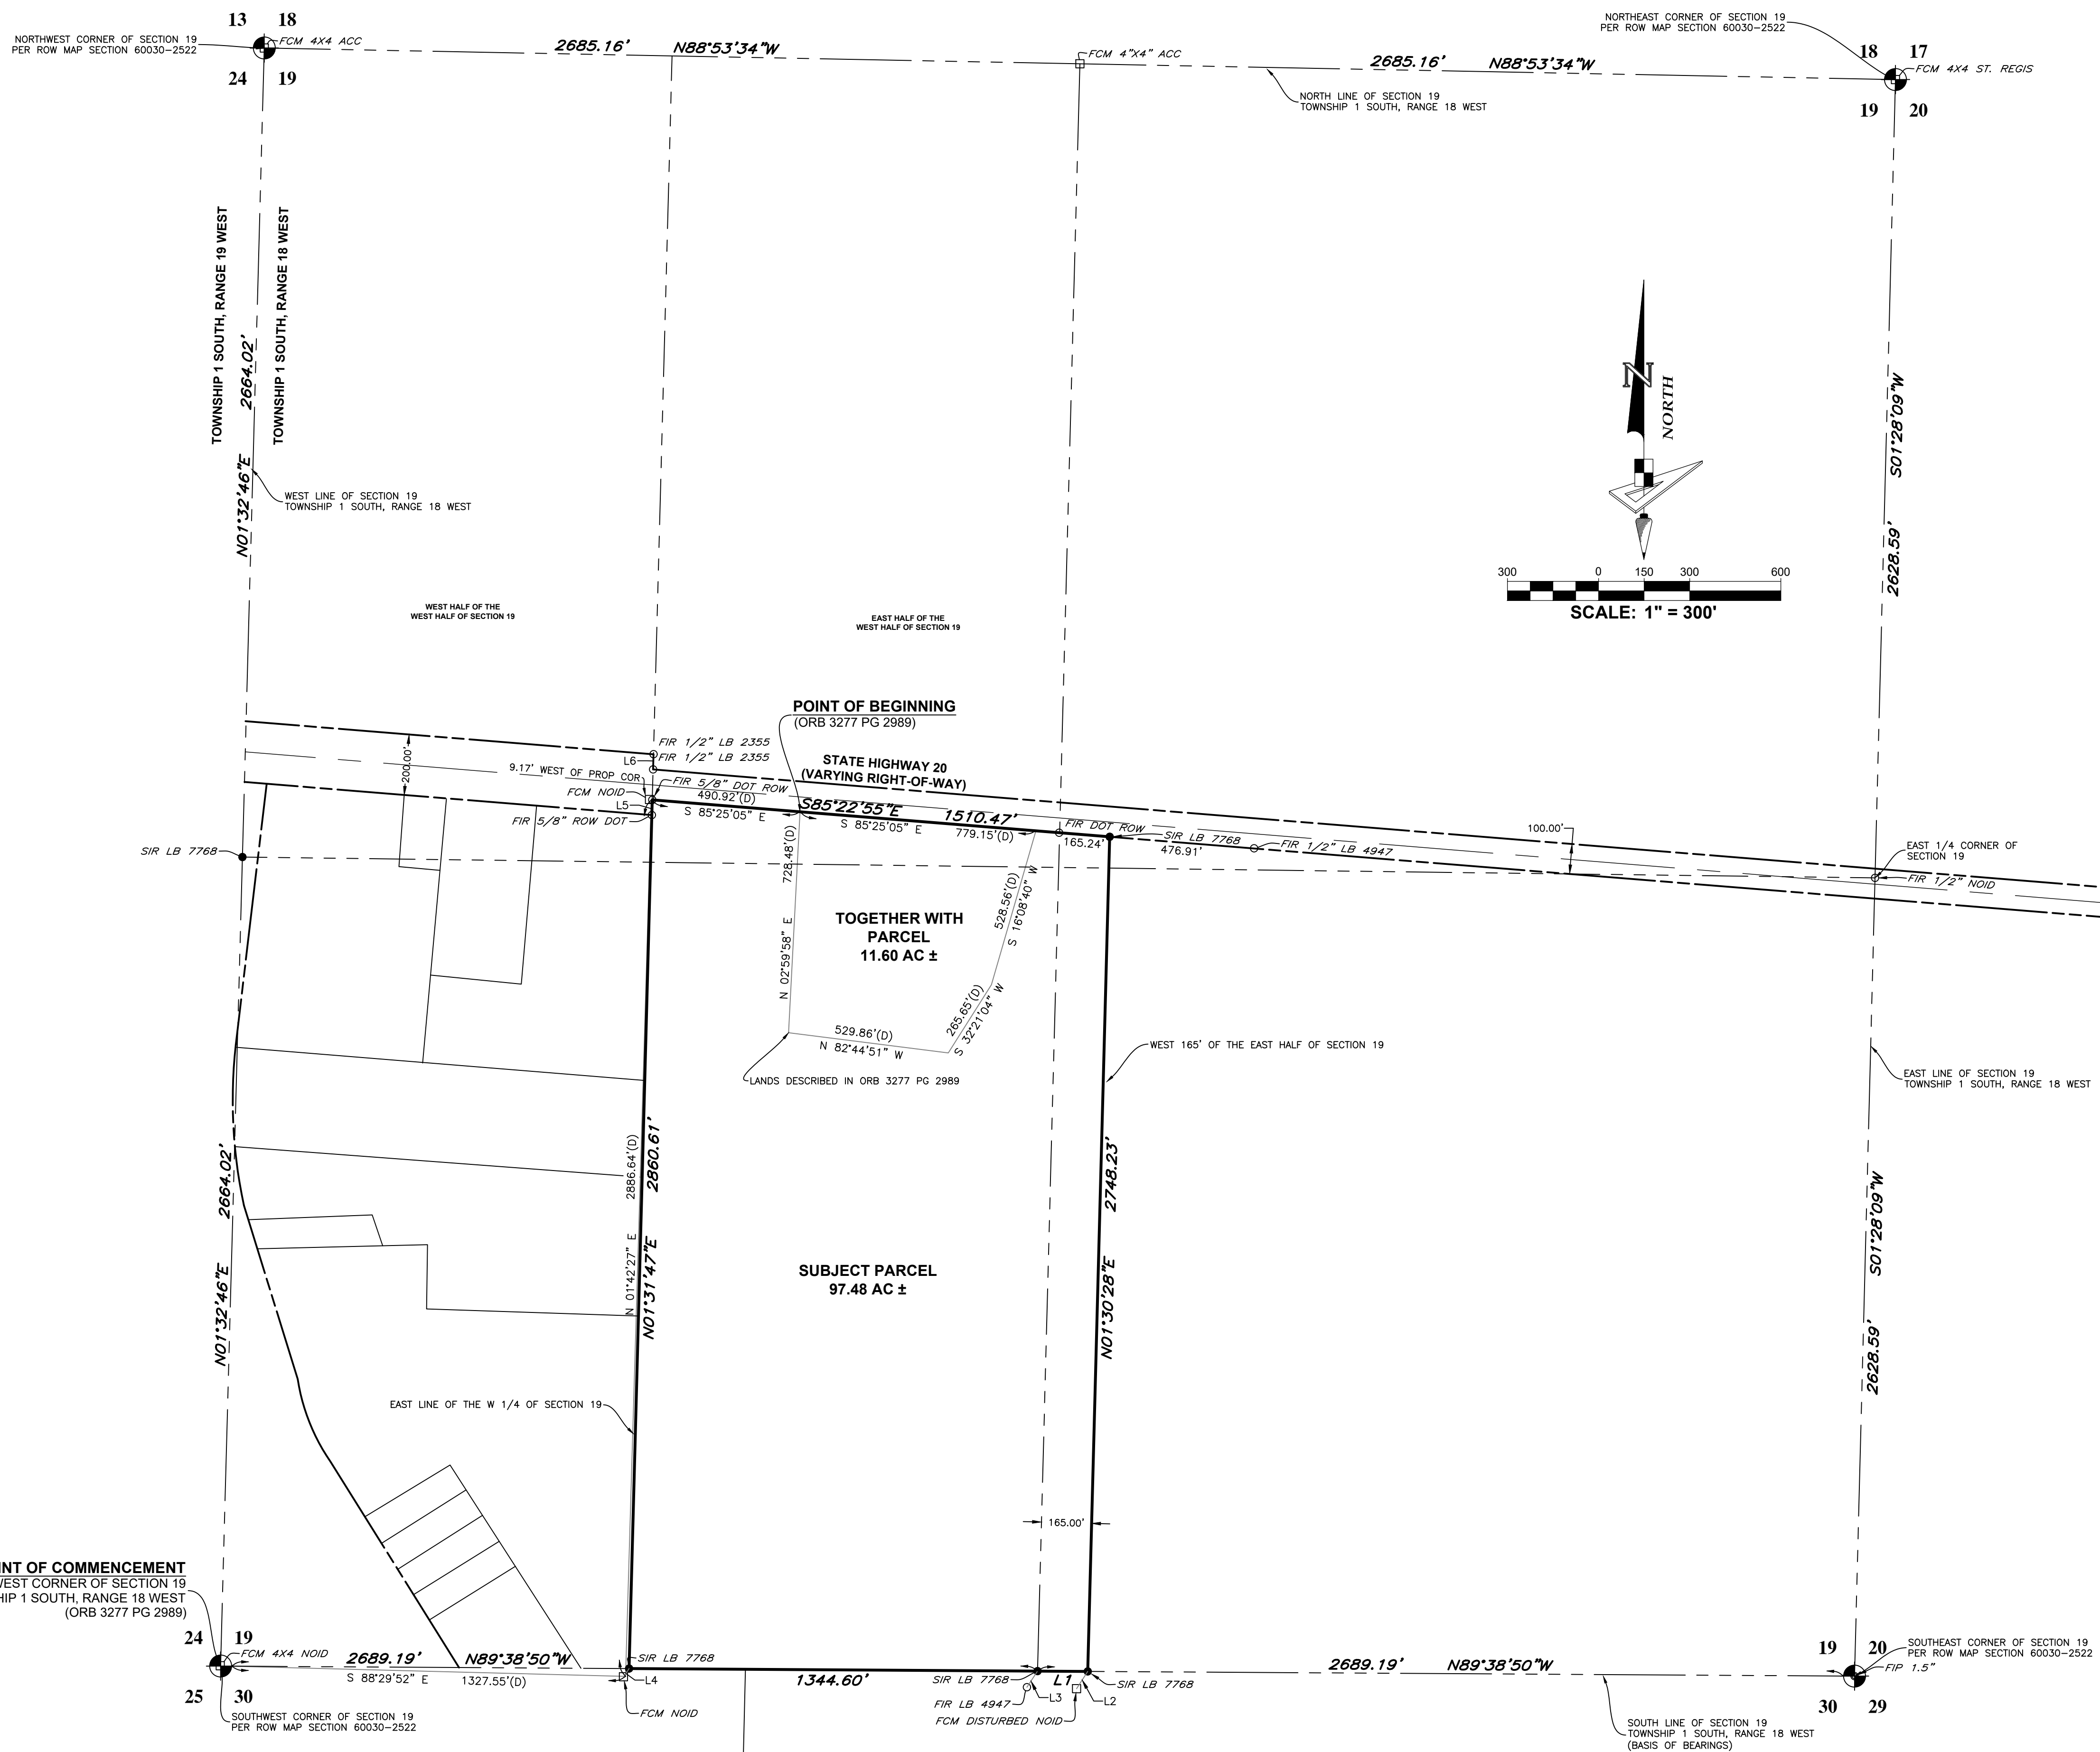 13 18
24 19
NORTHWEST CORNER OF SECTION 19
PER ROW MAP SECTION 60030-2522
FCM 4X4 ACC
2685.16' N88°53'34"W
FCM 4"X4" ACC
2685.16' N88°53'34"W
NORTH LINE OF SECTION 19
TOWNSHIP 1 SOUTH, RANGE 18 WEST
NORTHEAST CORNER OF SECTION 19
PER ROW MAP SECTION 60030-2522
18 17
19 20
FCM 4X4 ST. REGIS
TOWNSHIP 1 SOUTH, RANGE 19 WEST
TOWNSHIP 1 SOUTH, RANGE 18 WEST
N01°32'46"E 2664.02'
WEST LINE OF SECTION 19
TOWNSHIP 1 SOUTH, RANGE 18 WEST
S01°28'09"W
2628.59'
N
NORTH
300 0 150 300 600
SCALE: 1" = 300'
WEST HALF OF THE
WEST HALF OF SECTION 19
EAST HALF OF THE
WEST HALF OF SECTION 19
POINT OF BEGINNING
(ORB 3277 PG 2989)
FIR 1/2" LB 2355
FIR 1/2" LB 2355
L6
STATE HIGHWAY 20
(VARYING RIGHT-OF-WAY)
200.00'
9.17' WEST OF PROP COR
FCM NOID
FIR 5/8" DOT ROW
L5
FIR 5/8" ROW DOT
490.92'(D)
S 85°25'05" E
S85°22'55"E 1510.47'
S 85°25'05" E
779.15'(D)
FIR DOT ROW
165.24'
SIR LB 7768
476.91'
FIR 1/2" LB 4947
100.00'
EAST 1/4 CORNER OF
SECTION 19
FIR 1/2" NOID
SIR LB 7768
728.48'(D)
N 02°59'58" E
TOGETHER WITH
PARCEL
11.60 AC ±
528.56'(D)
S 16°08'40" W
265.65'(D)
S 32°21'04" W
529.86'(D)
N 82°44'51" W
LANDS DESCRIBED IN ORB 3277 PG 2989
WEST 165' OF THE EAST HALF OF SECTION 19
EAST LINE OF SECTION 19
TOWNSHIP 1 SOUTH, RANGE 18 WEST
2664.02'
N01°32'46"E
2886.64'(D)
N 01°42'27" E
2860.61'
N01°31'47"E
2748.23'
N01°30'28"E
S01°28'09"W
2628.59'
SUBJECT PARCEL
97.48 AC ±
EAST LINE OF THE W 1/4 OF SECTION 19
165.00'
INT OF COMMENCEMENT
WEST CORNER OF SECTION 19
HIP 1 SOUTH, RANGE 18 WEST
(ORB 3277 PG 2989)
24 19
25 30
FCM 4X4 NOID
2689.19' N89°38'50"W
S 88°29'52" E 1327.55'(D)
SOUTHWEST CORNER OF SECTION 19
PER ROW MAP SECTION 60030-2522
SIR LB 7768
L4
FCM NOID
1344.60'
SIR LB 7768
L1
L3
L2
SIR LB 7768
FIR LB 4947
FCM DISTURBED NOID
2689.19' N89°38'50"W
SOUTH LINE OF SECTION 19
TOWNSHIP 1 SOUTH, RANGE 18 WEST
(BASIS OF BEARINGS)
19 20
30 29
SOUTHEAST CORNER OF SECTION 19
PER ROW MAP SECTION 60030-2522
FIP 1.5"